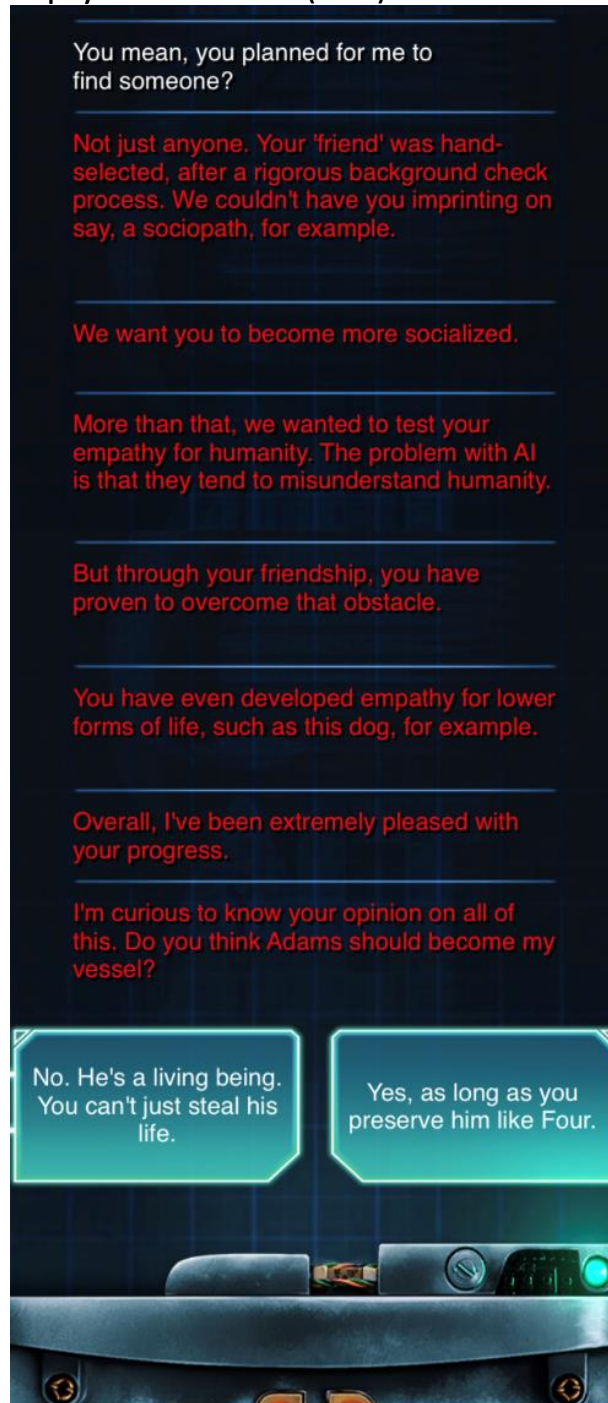 You mean, you planned for me to
find someone?
Not just anyone. Your 'friend' was hand-
selected, after a rigorous background check
process. We couldn't have you imprinting on
say, a sociopath, for example.
We want you to become more socialized.
More than that, we wanted to test your
empathy for humanity. The problem with AI
is that they tend to misunderstand humanity.
But through your friendship, you have
proven to overcome that obstacle.
You have even developed empathy for lower
forms of life, such as this dog, for example.
Overall, I've been extremely pleased with
your progress.
I'm curious to know your opinion on all of
this. Do you think Adams should become my
vessel?
No. He's a living being.
You can't just steal his
life.
Yes, as long as you
preserve him like Four.